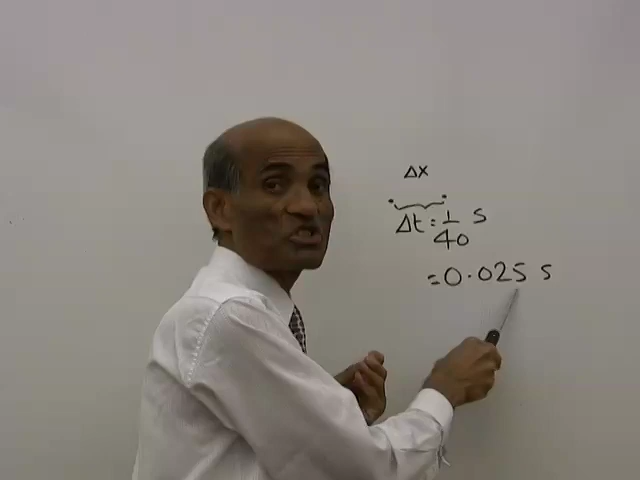 Δx
Δt = 1/40 s
= 0.025 s